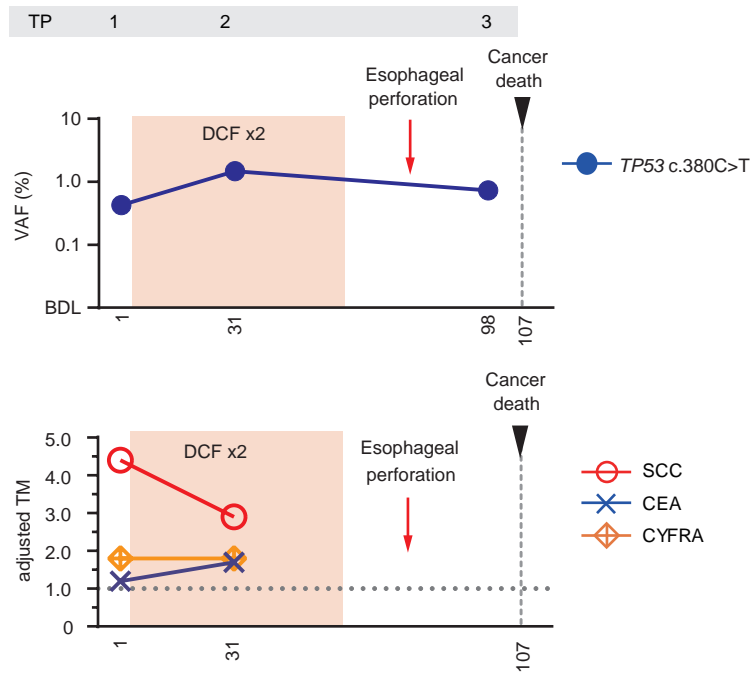 TP 1 2 3
Cancer
death
Esophageal
perforation
DCF x2
10
1.0
0.1
BDL
VAF (%)
1 31 98 107
TP53 c.380C>T
Cancer
death
Esophageal
perforation
DCF x2
5.0
4.0
3.0
2.0
1.0
0
adjusted TM
1 31 107
SCC
CEA
CYFRA